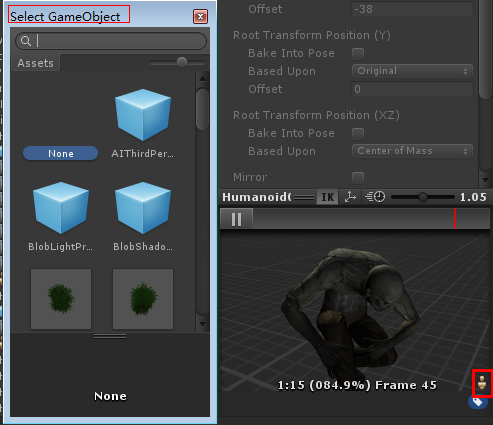 Select GameObject
Assets
None
AIThirdPer...
BlobLightPr...
BlobShado...
None
Offset
-38
Root Transform Position (Y)
Bake Into Pose
Based Upon
Original
Offset
0
Root Transform Position (XZ)
Bake Into Pose
Based Upon
Center of Mass
Mirror
Humanoid(
IK
1.05
1:15 (084.9%) Frame 45